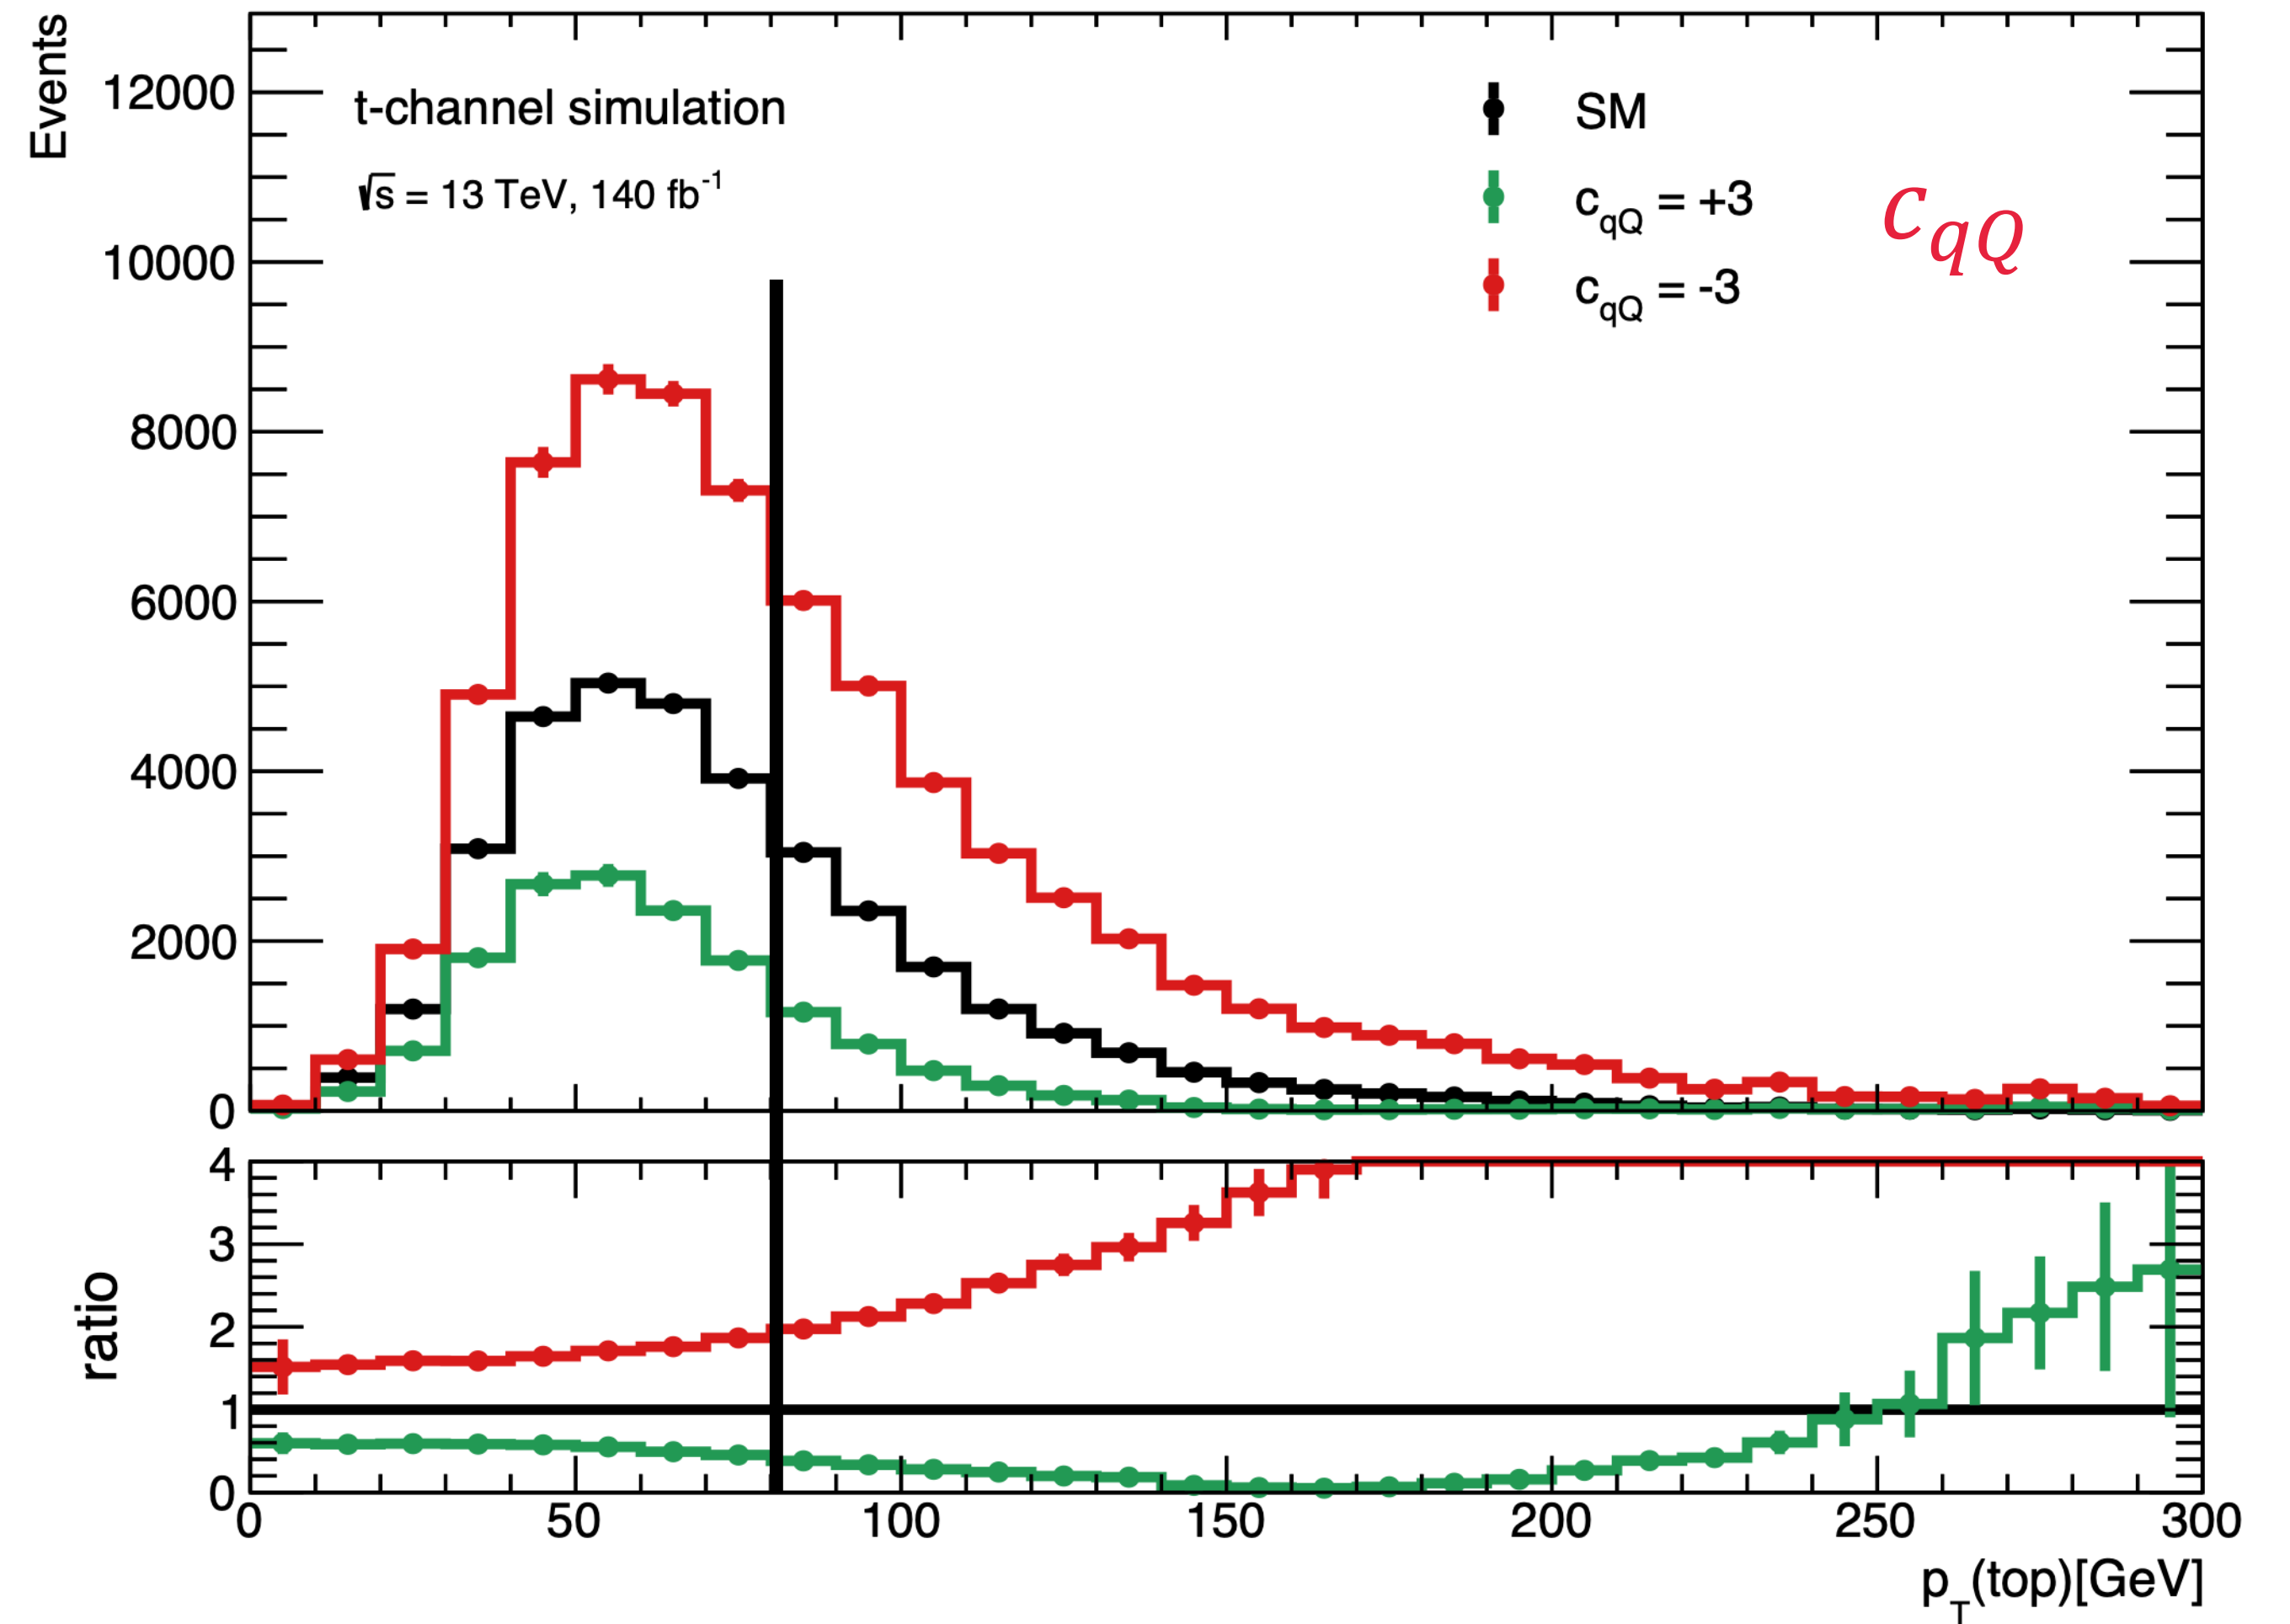 Events
12000
10000
8000
6000
4000
2000
0
t-channel simulation
√s = 13 TeV, 140 fb⁻¹
SM
c_qQ = +3
c_qQ = -3
c_qQ
ratio
4
3
2
1
0
0 50 100 150 200 250 300
p_T(top)[GeV]